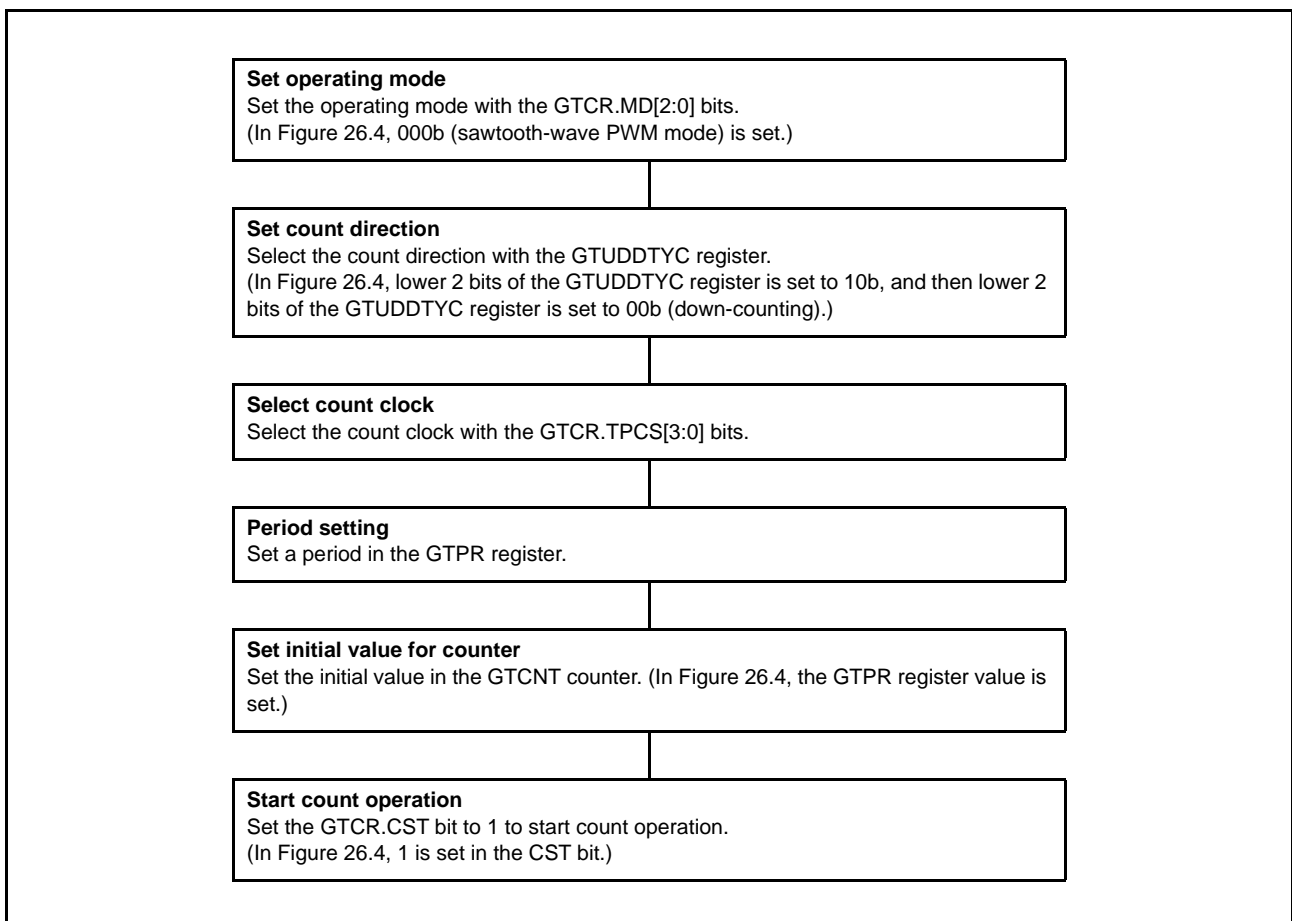 Set operating mode
Set the operating mode with the GTCR.MD[2:0] bits.
(In Figure 26.4, 000b (sawtooth-wave PWM mode) is set.)
Set count direction
Select the count direction with the GTUDDTYC register.
(In Figure 26.4, lower 2 bits of the GTUDDTYC register is set to 10b, and then lower 2
bits of the GTUDDTYC register is set to 00b (down-counting).)
Select count clock
Select the count clock with the GTCR.TPCS[3:0] bits.
Period setting
Set a period in the GTPR register.
Set initial value for counter
Set the initial value in the GTCNT counter. (In Figure 26.4, the GTPR register value is
set.)
Start count operation
Set the GTCR.CST bit to 1 to start count operation.
(In Figure 26.4, 1 is set in the CST bit.)